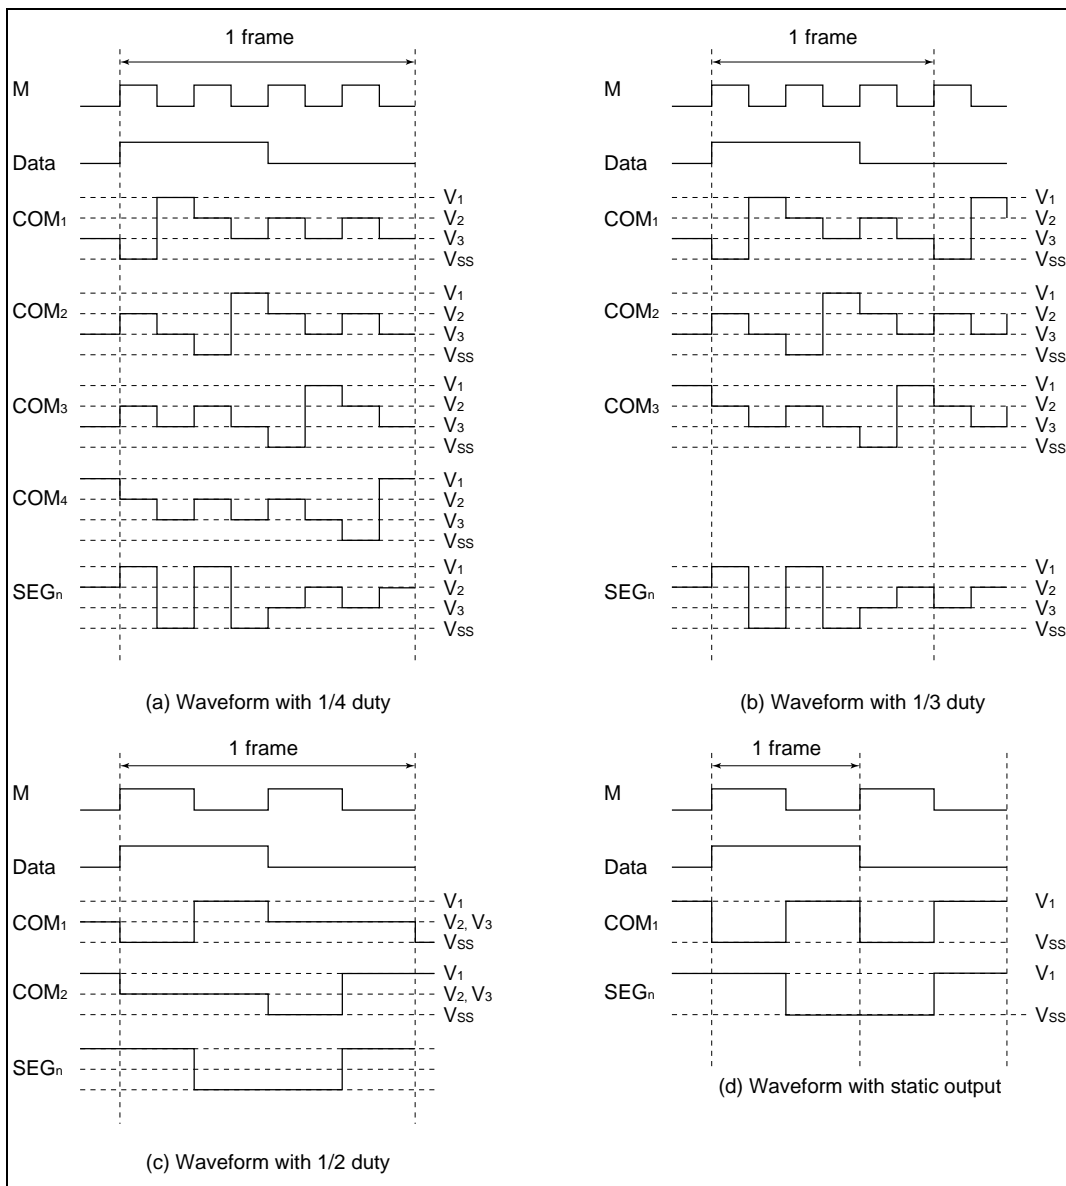 1 frame
M
Data
COM1
V1
V2
V3
VSS
COM2
V1
V2
V3
VSS
COM3
V1
V2
V3
VSS
COM4
V1
V2
V3
VSS
SEGn
V1
V2
V3
VSS
(a) Waveform with 1/4 duty
1 frame
M
Data
COM1
V1
V2
V3
VSS
COM2
V1
V2
V3
VSS
COM3
V1
V2
V3
VSS
SEGn
V1
V2
V3
VSS
(b) Waveform with 1/3 duty
1 frame
M
Data
COM1
V1
V2, V3
VSS
COM2
V1
V2, V3
VSS
SEGn
(c) Waveform with 1/2 duty
1 frame
M
Data
COM1
V1
VSS
SEGn
V1
VSS
(d) Waveform with static output